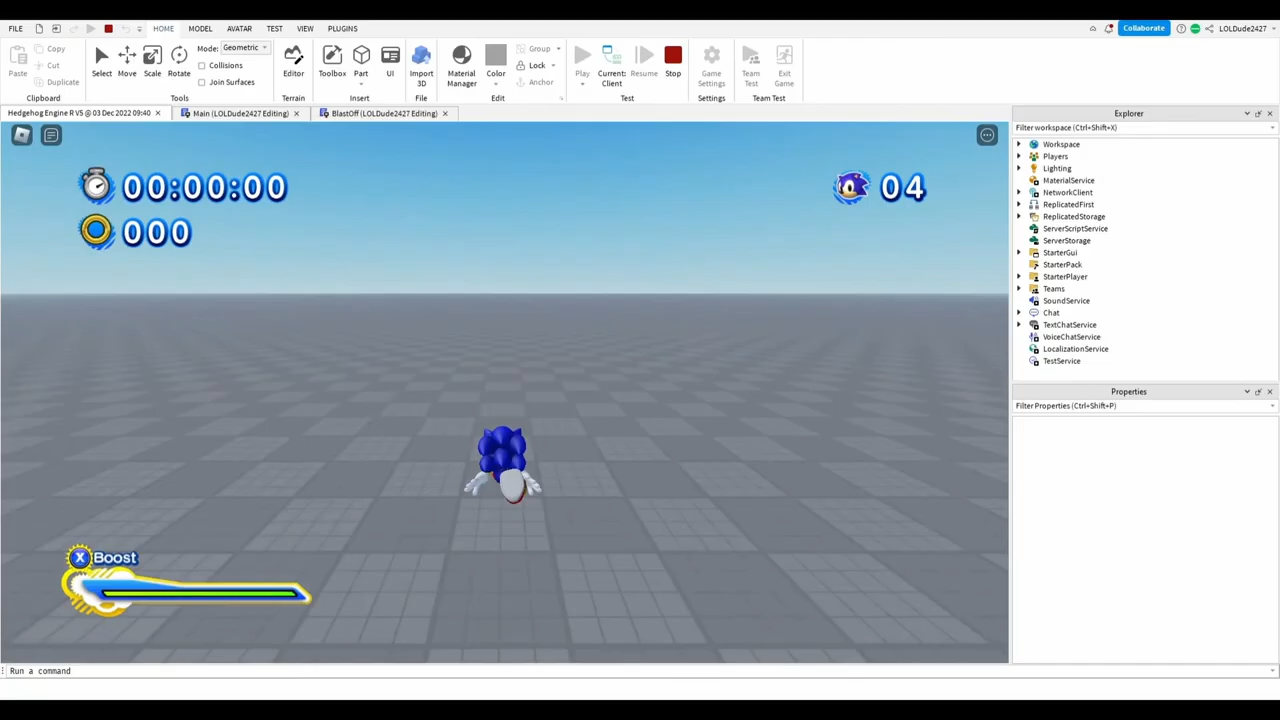 FILE HOME MODEL AVATAR TEST VIEW PLUGINS Collaborate LOLDude2427
Paste Copy Cut Duplicate Clipboard
Select Move Scale Rotate Mode: Geometric Collisions Join Surfaces Tools
Editor Terrain
Toolbox Part UI Insert
Import 3D File
Material Manager Color Group Lock Anchor Edit
Play Current: Client Resume Stop Test
Game Settings Settings
Team Test Exit Game Team Test
Hedgehog Engine R V5 @ 03 Dec 2022 09:40 Main (LOLDude2427 Editing) BlastOff (LOLDude2427 Editing)
00:00:00
04
000
X Boost
Explorer
Filter workspace (Ctrl+Shift+X)
Workspace
Players
Lighting
MaterialService
NetworkClient
ReplicatedFirst
ReplicatedStorage
ServerScriptService
ServerStorage
StarterGui
StarterPack
StarterPlayer
Teams
SoundService
Chat
TextChatService
VoiceChatService
LocalizationService
TestService
Properties
Filter Properties (Ctrl+Shift+P)
Run a command